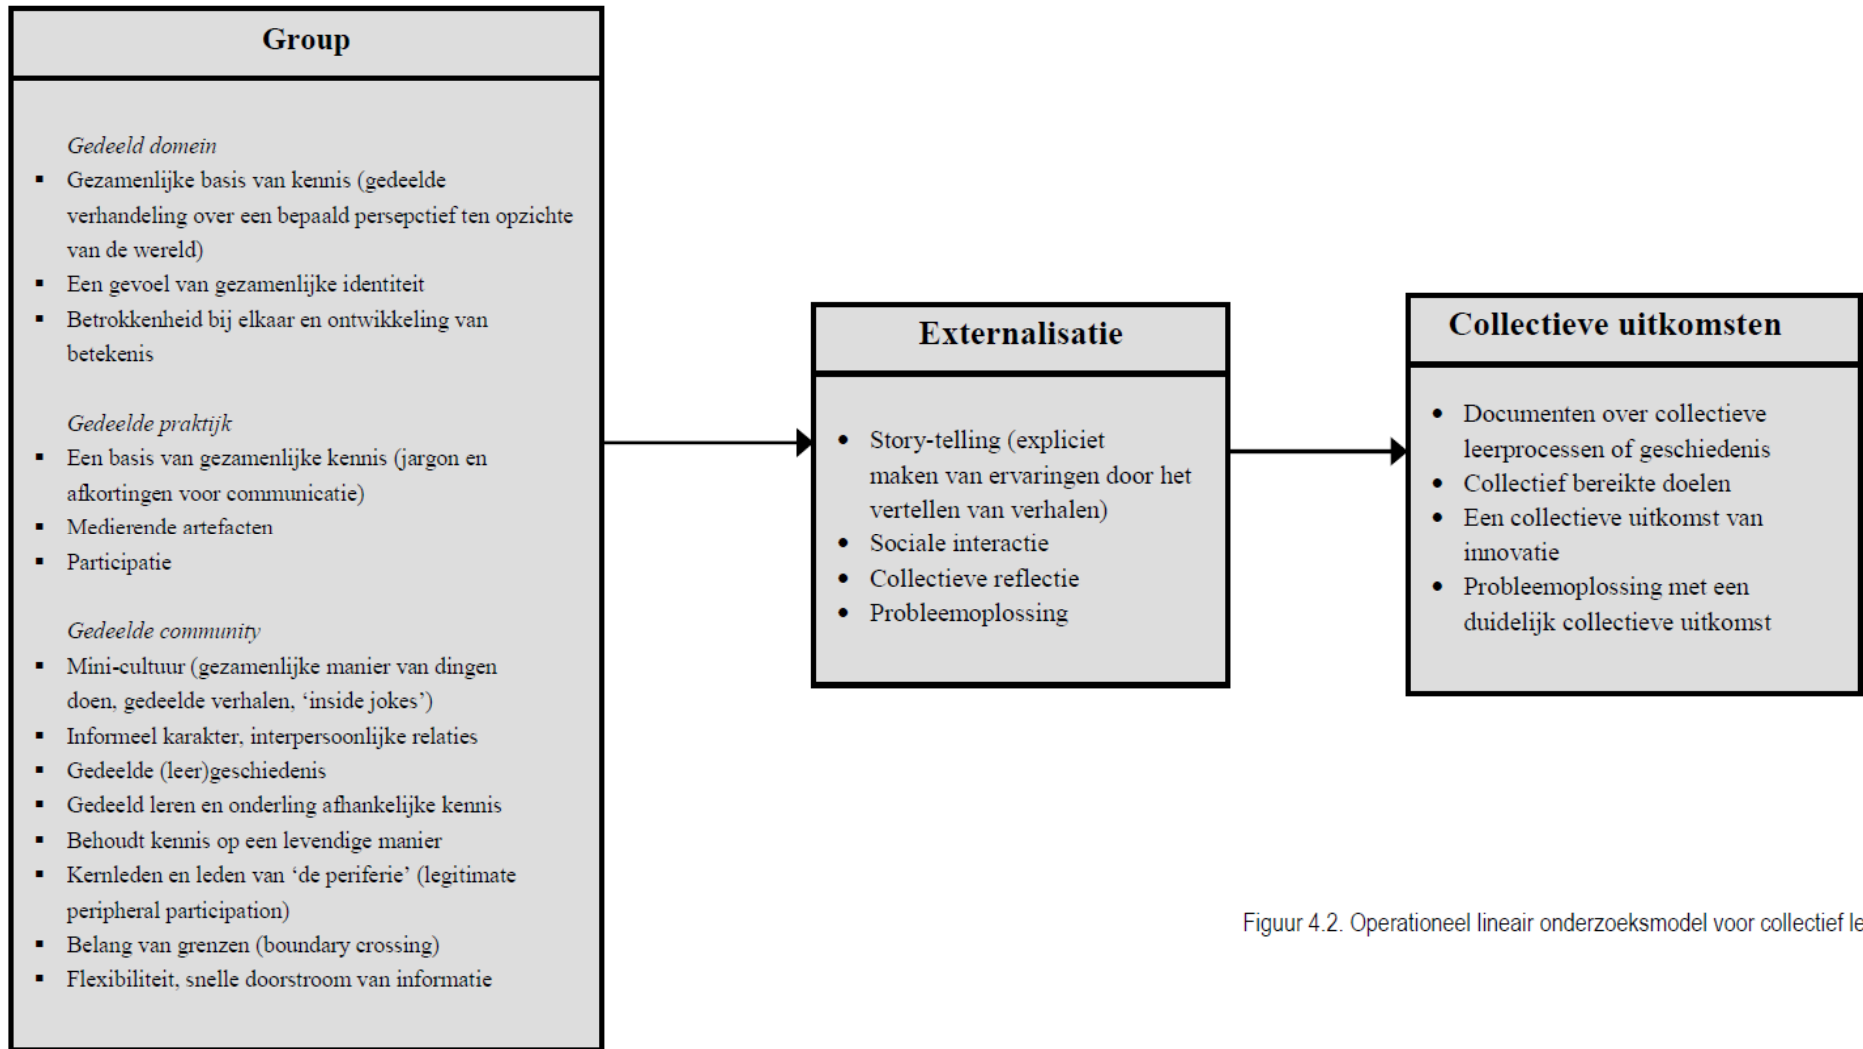 Group
Gedeeld domein
▪ Gezamenlijke basis van kennis (gedeelde
verhandeling over een bepaald persepctief ten opzichte
van de wereld)
▪ Een gevoel van gezamenlijke identiteit
▪ Betrokkenheid bij elkaar en ontwikkeling van
betekenis
Gedeelde praktijk
▪ Een basis van gezamenlijke kennis (jargon en
afkortingen voor communicatie)
▪ Medierende artefacten
▪ Participatie
Gedeelde community
▪ Mini-cultuur (gezamenlijke manier van dingen
doen, gedeelde verhalen, ‘inside jokes’)
▪ Informeel karakter, interpersoonlijke relaties
▪ Gedeelde (leer)geschiedenis
▪ Gedeeld leren en onderling afhankelijke kennis
▪ Behoudt kennis op een levendige manier
▪ Kernleden en leden van ‘de periferie’ (legitimate
peripheral participation)
▪ Belang van grenzen (boundary crossing)
▪ Flexibiliteit, snelle doorstroom van informatie
Externalisatie
• Story-telling (expliciet
maken van ervaringen door het
vertellen van verhalen)
• Sociale interactie
• Collectieve reflectie
• Probleemoplossing
Collectieve uitkomsten
• Documenten over collectieve
leerprocessen of geschiedenis
• Collectief bereikte doelen
• Een collectieve uitkomst van
innovatie
• Probleemoplossing met een
duidelijk collectieve uitkomst
Figuur 4.2. Operationeel lineair onderzoeksmodel voor collectief le